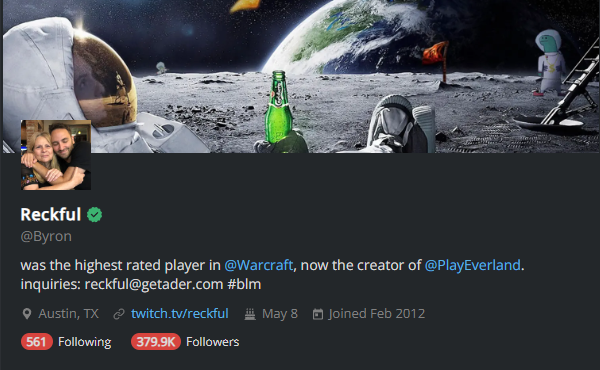 Reckful
@Byron
was the highest rated player in @Warcraft, now the creator of @PlayEverland.
inquiries: reckful@getader.com #blm
Austin, TX twitch.tv/reckful May 8 Joined Feb 2012
561 Following 379.9K Followers